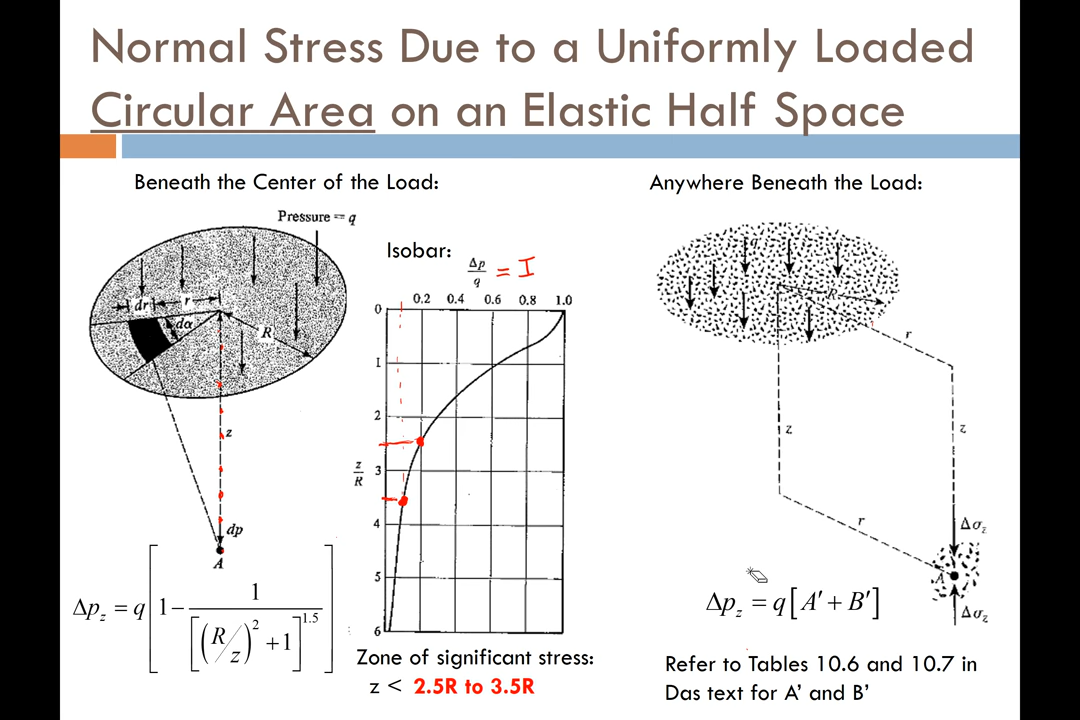 Normal Stress Due to a Uniformly Loaded
Circular Area on an Elastic Half Space
Beneath the Center of the Load:
Anywhere Beneath the Load:
Pressure = q
dr
r
dα
R
z
dp
A
Isobar:
Δp/q = I
0.2 0.4 0.6 0.8 1.0
0
1
2
3
4
5
6
z/R
q
R
r
z
z
r
Δσz
A
Δσz
Δp_z = q[1 − 1/[(R/z)^2 + 1]^1.5]
Δp_z = q[A′ + B′]
Zone of significant stress:
z < 2.5R to 3.5R
Refer to Tables 10.6 and 10.7 in
Das text for A’ and B’